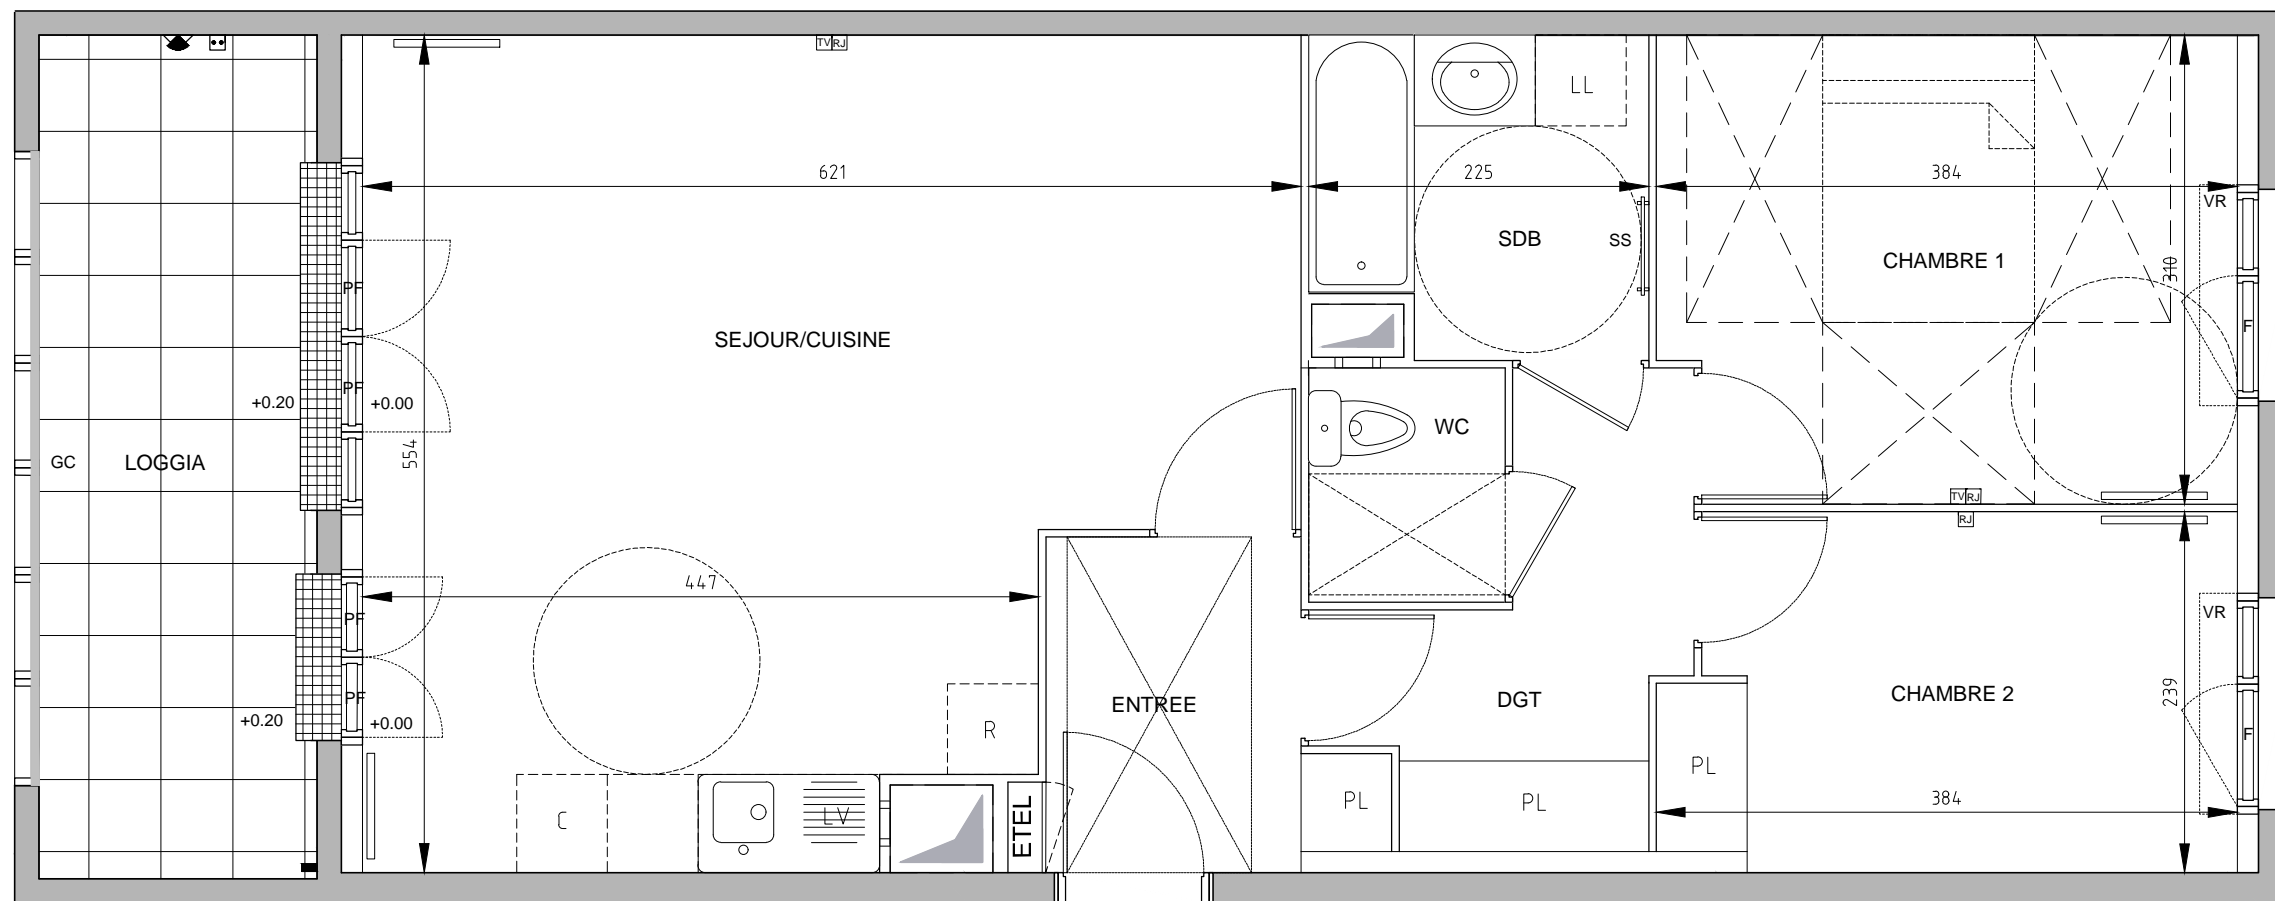 TV RJ
LL
621
225
384
VR
SDB
SS
CHAMBRE 1
310
PF
SEJOUR/CUISINE
F
PF
+0.20
+0.00
WC
554
GC
LOGGIA
TV RJ
RJ
447
PF
VR
PF
ENTREE
DGT
CHAMBRE 2
239
+0.20
+0.00
R
F
PL
C
LV
ETEL
PL
PL
384